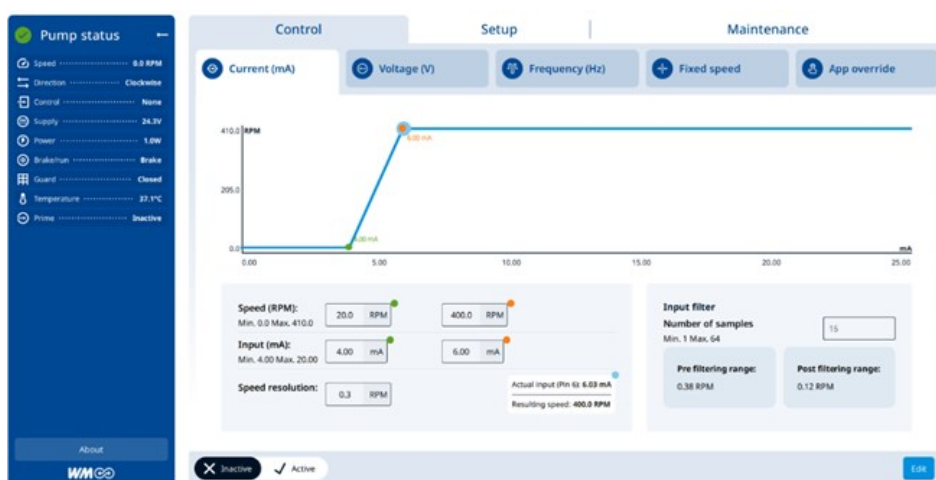 Pump status
Speed 0.0 RPM
Direction Clockwise
Control None
Supply 24.3V
Power 1.0W
Brake/run Brake
Guard Closed
Temperature 37.1°C
Prime Inactive
About
WM
Control Setup Maintenance
Current (mA) Voltage (V) Frequency (Hz) Fixed speed App override
410.0 RPM
6.00 mA
205.0
4.00 mA
0.0 mA
0.00 5.00 10.00 15.00 20.00 25.00
Speed (RPM):
Min. 0.0 Max. 410.0
20.0 RPM 400.0 RPM
Input (mA):
Min. 4.00 Max. 20.00
4.00 mA 6.00 mA
Speed resolution:
0.3 RPM
Actual input (Pin 6): 6.03 mA
Resulting speed: 400.0 RPM
Input filter
Number of samples
Min. 1 Max. 64
15
Pre filtering range:
0.38 RPM
Post filtering range:
0.12 RPM
Inactive Active
Edit